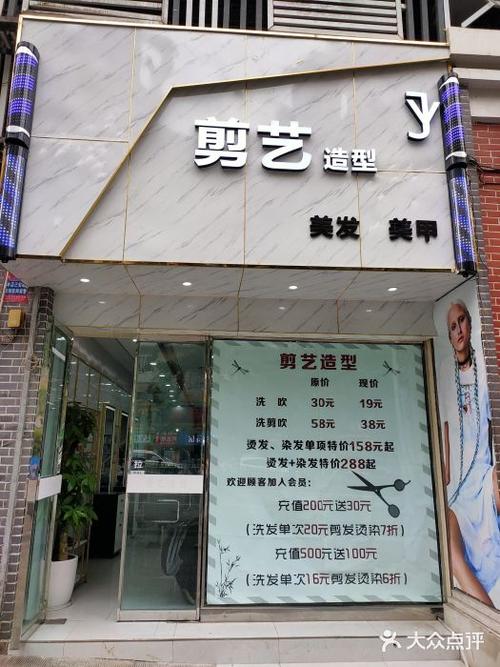 剪艺 造型
y
美发 美甲
剪艺造型
原价 现价
洗吹 30元 19元
洗剪吹 58元 38元
烫发、染发单项特价158元起
烫发+染发特价288起
欢迎顾客加入会员:
充值200元送30元
(洗发单次20元剪发烫染7折)
充值500元送100元
(洗发单次16元剪发烫染6折)
拉
大众点评